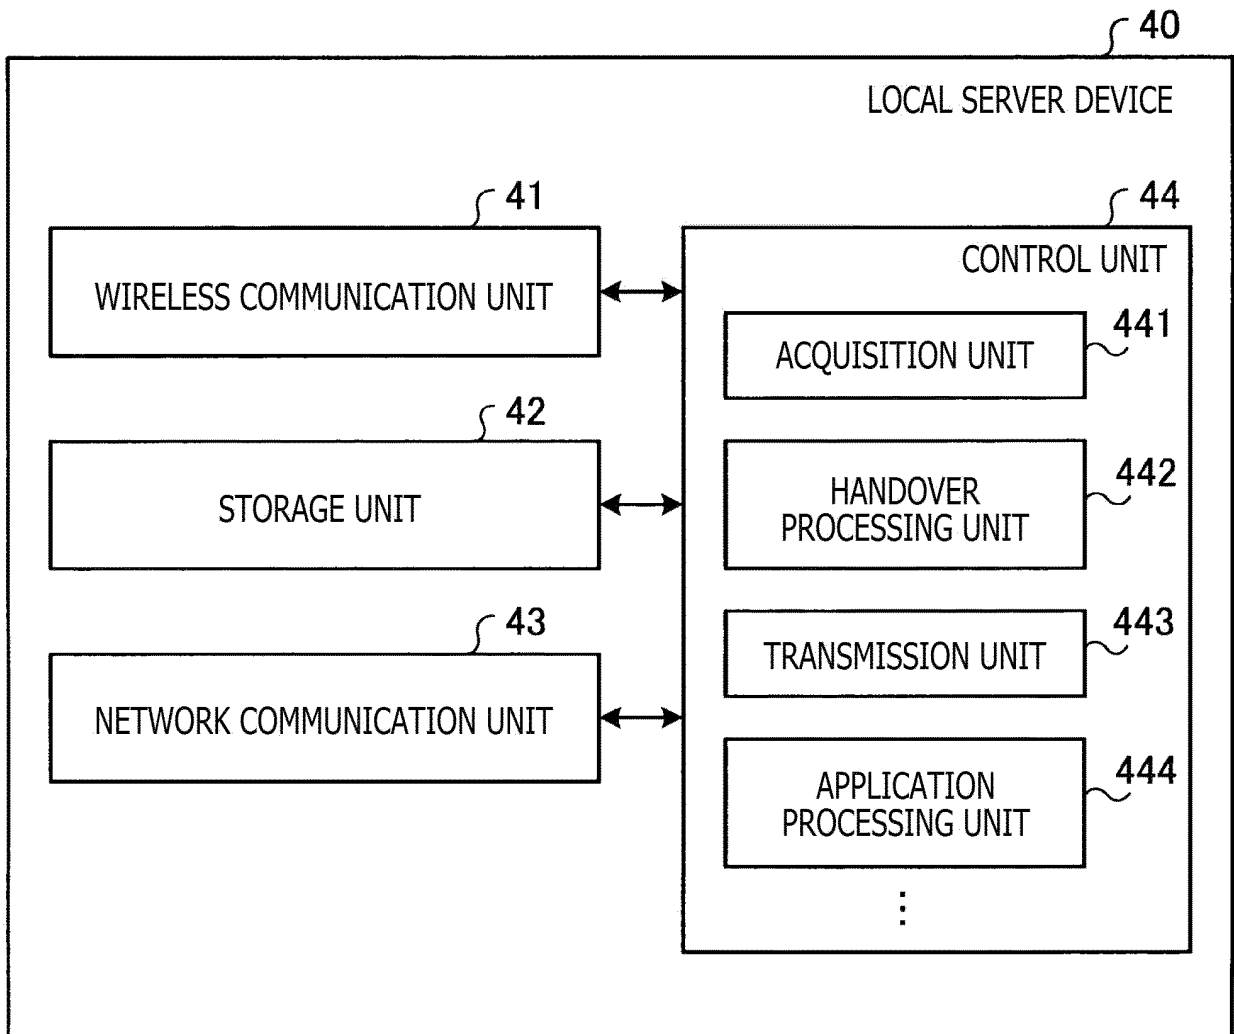 40
LOCAL SERVER DEVICE
41
WIRELESS COMMUNICATION UNIT
42
STORAGE UNIT
43
NETWORK COMMUNICATION UNIT
44
CONTROL UNIT
441
ACQUISITION UNIT
442
HANDOVER
PROCESSING UNIT
443
TRANSMISSION UNIT
444
APPLICATION
PROCESSING UNIT
⋮